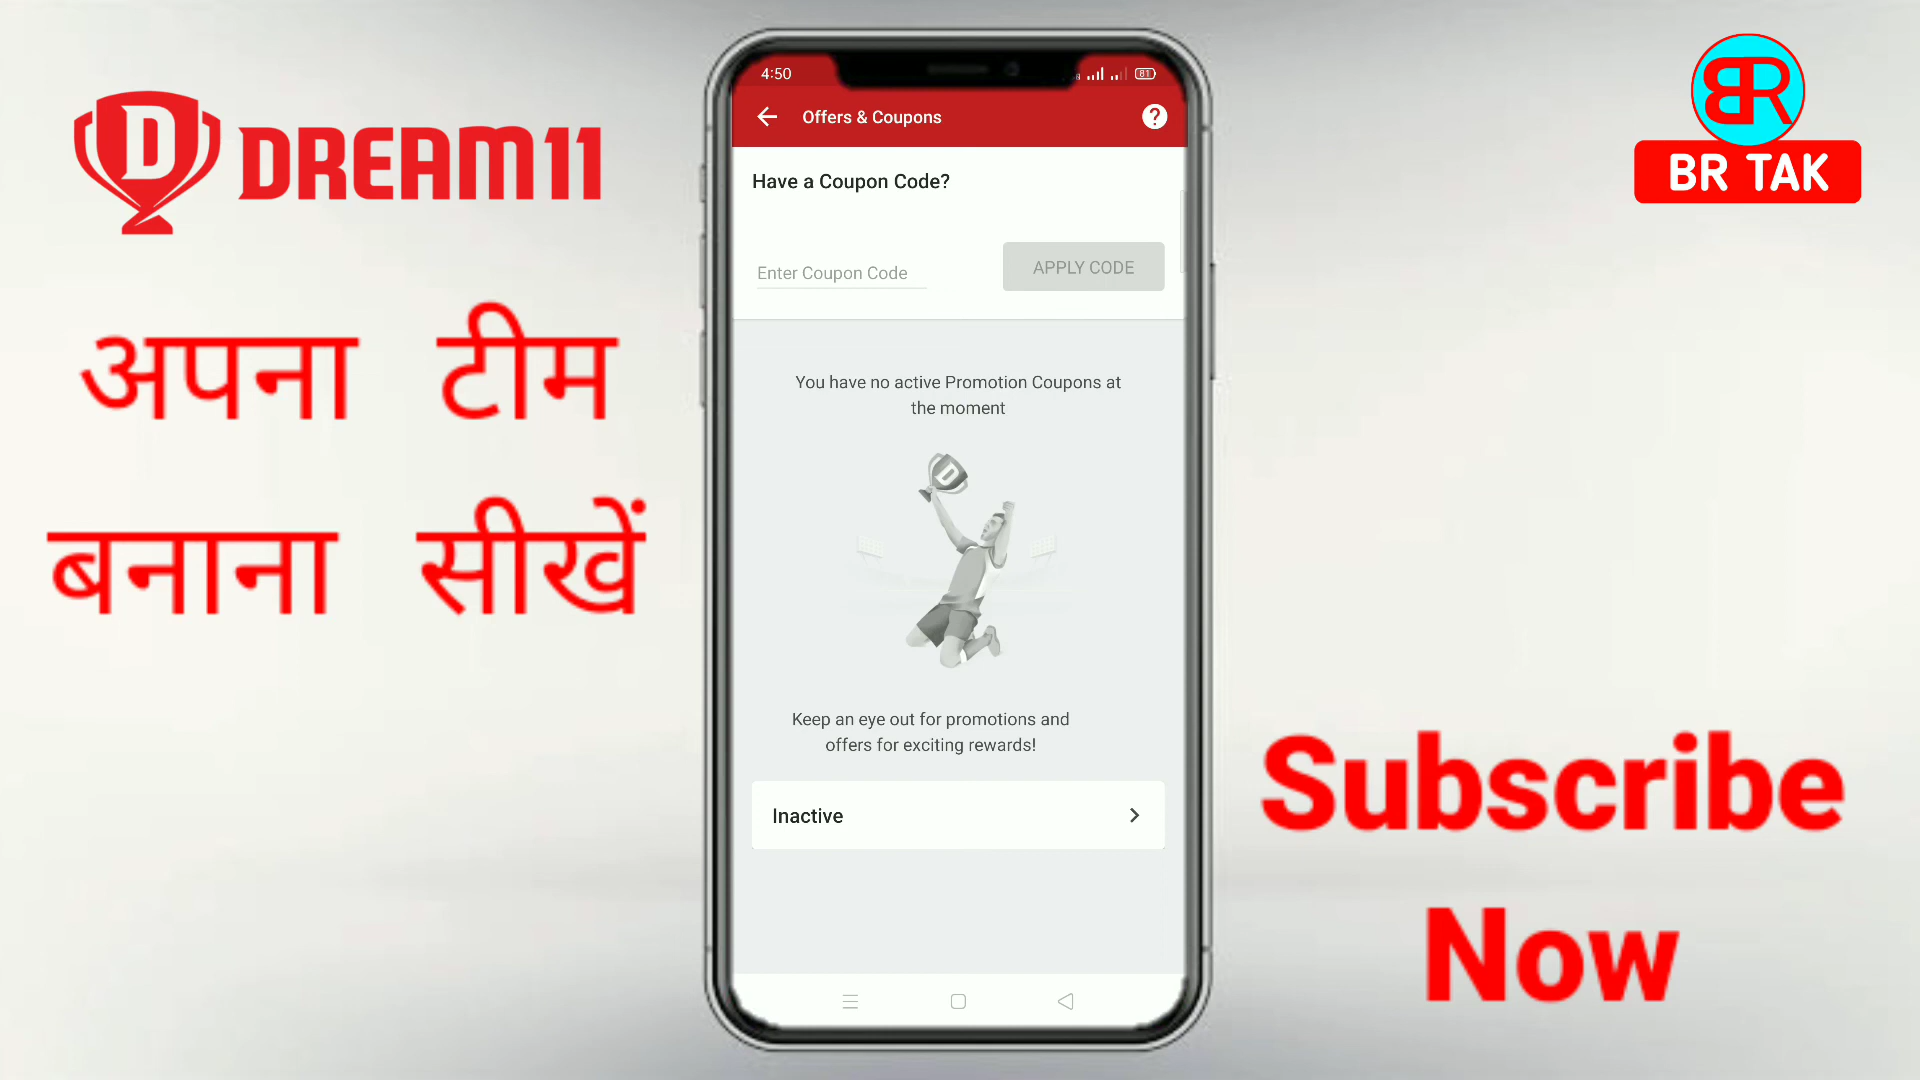 D DREAM11
अपना टीम
बनाना सीखें
4:50
81
Offers & Coupons
?
Have a Coupon Code?
Enter Coupon Code
APPLY CODE
You have no active Promotion Coupons at
the moment
D
Keep an eye out for promotions and
offers for exciting rewards!
Inactive
BR
BR TAK
Subscribe
Now